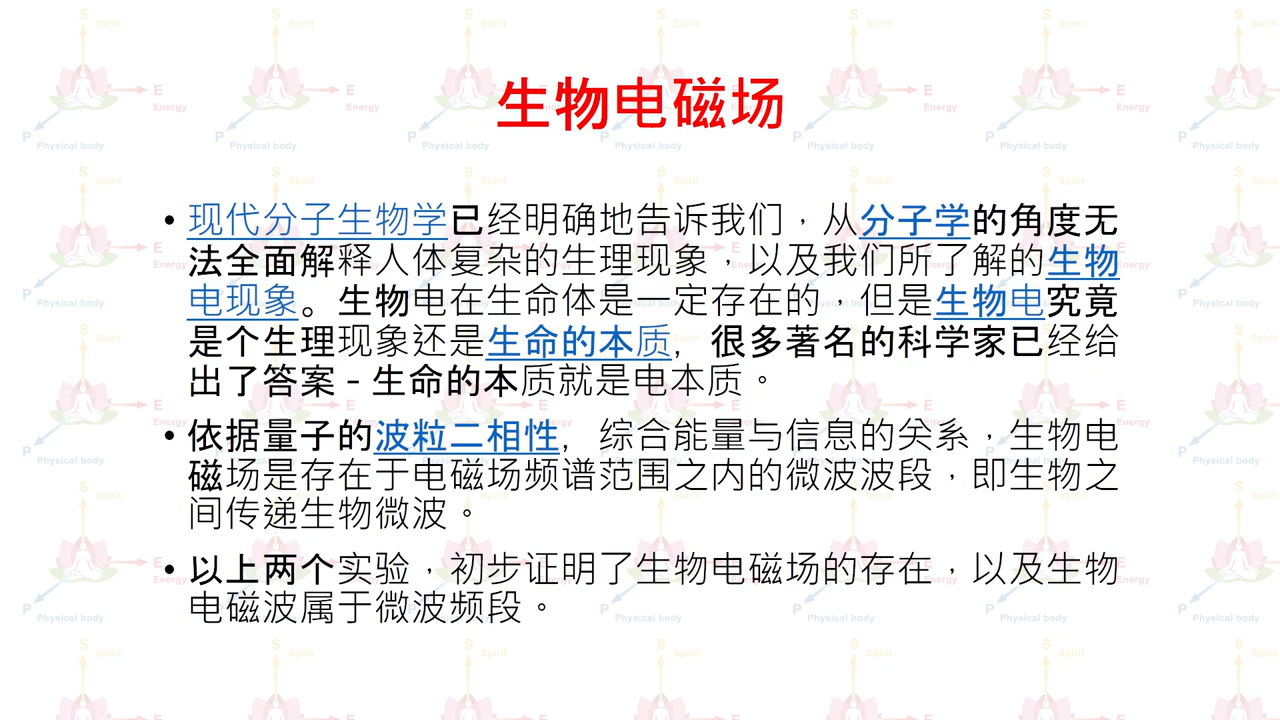 生物电磁场
• 现代分子生物学已经明确地告诉我们，从分子学的角度无
法全面解释人体复杂的生理现象，以及我们所了解的生物
电现象。生物电在生命体是一定存在的，但是生物电究竟
是个生理现象还是生命的本质，很多著名的科学家已经给
出了答案 - 生命的本质就是电本质。
• 依据量子的波粒二相性，综合能量与信息的关系，生物电
磁场是存在于电磁场频谱范围之内的微波波段，即生物之
间传递生物微波。
• 以上两个实验，初步证明了生物电磁场的存在，以及生物
电磁波属于微波频段。
S
Spirit
E
Energy
P
Physical body